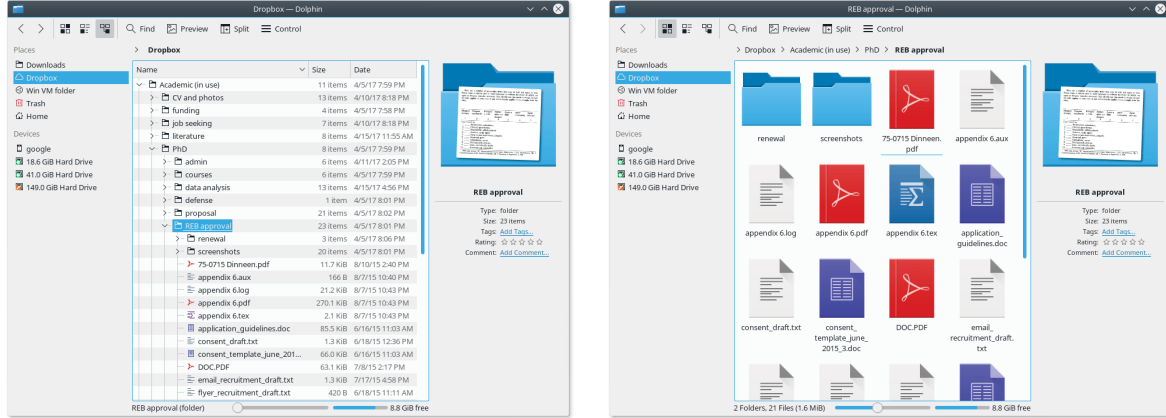 Dropbox — Dolphin
Find Preview Split Control
Places
Downloads
Dropbox
Win VM folder
Trash
Home
Devices
google
18.6 GiB Hard Drive
41.0 GiB Hard Drive
149.0 GiB Hard Drive
> Dropbox
Name Size Date
Academic (in use) 11 items 4/5/17 7:59 PM
CV and photos 13 items 4/10/17 8:18 PM
funding 4 items 4/5/17 7:58 PM
job seeking 7 items 4/10/17 8:18 PM
literature 8 items 4/15/17 11:55 AM
PhD 8 items 4/5/17 7:59 PM
admin 6 items 4/11/17 2:05 PM
courses 6 items 4/5/17 7:59 PM
data analysis 13 items 4/15/17 4:56 PM
defense 1 item 4/5/17 8:01 PM
proposal 21 items 4/5/17 8:02 PM
REB approval 23 items 4/5/17 8:01 PM
renewal 3 items 4/5/17 8:06 PM
screenshots 20 items 4/5/17 8:01 PM
75-0715 Dinneen.pdf 11.7 KiB 8/10/15 2:40 PM
appendix 6.aux 166 B 8/7/15 10:40 PM
appendix 6.log 21.2 KiB 8/7/15 10:43 PM
appendix 6.pdf 270.1 KiB 8/7/15 10:43 PM
appendix 6.tex 2.1 KiB 8/7/15 10:43 PM
application_guidelines.doc 85.5 KiB 6/16/15 11:03 AM
consent_draft.txt 1.3 KiB 6/18/15 12:36 PM
consent_template_june_201... 66.0 KiB 6/16/15 11:03 AM
DOC.PDF 63.1 KiB 7/8/15 2:17 PM
email_recruitment_draft.txt 1.3 KiB 7/17/15 4:58 PM
flyer_recruitment_draft.txt 420 B 6/18/15 11:11 AM
REB approval (folder) 8.8 GiB free
REB approval
Type: folder
Size: 23 items
Tags: Add Tags...
Rating:
Comment: Add Comment...
REB approval — Dolphin
Find Preview Split Control
Places
Downloads
Dropbox
Win VM folder
Trash
Home
Devices
google
18.6 GiB Hard Drive
41.0 GiB Hard Drive
149.0 GiB Hard Drive
> Dropbox > Academic (in use) > PhD > REB approval
renewal screenshots 75-0715 Dinneen. appendix 6.aux
pdf
appendix 6.log appendix 6.pdf appendix 6.tex application_
guidelines.doc
consent_draft.txt consent_ DOC.PDF email_
template_june_ recruitment_draft.
2015_3.doc txt
2 Folders, 21 Files (1.6 MiB) 8.8 GiB free
REB approval
Type: folder
Size: 23 items
Tags: Add Tags...
Rating:
Comment: Add Comment...